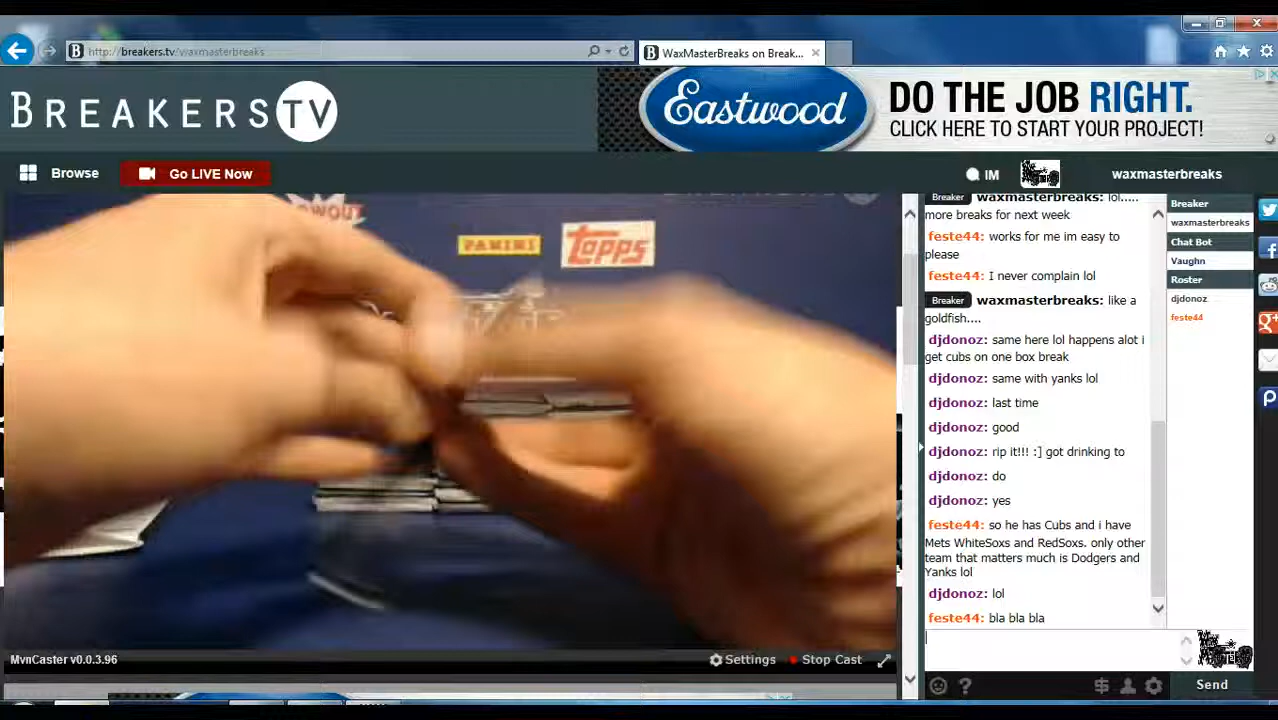 http://breakers.tv/waxmasterbreaks
WaxMasterBreaks on Break...
BREAKERS TV
Eastwood
DO THE JOB RIGHT.
CLICK HERE TO START YOUR PROJECT!
Browse
Go LIVE Now
IM
waxmasterbreaks
PANINI
Topps
Breaker waxmasterbreaks: lol.....
more breaks for next week
feste44: works for me im easy to
please
feste44: I never complain lol
Breaker waxmasterbreaks: like a
goldfish....
djdonoz: same here lol happens alot i
get cubs on one box break
djdonoz: same with yanks lol
djdonoz: last time
djdonoz: good
djdonoz: rip it!!! :] got drinking to
djdonoz: do
djdonoz: yes
feste44: so he has Cubs and i have
Mets WhiteSoxs and RedSoxs. only other
team that matters much is Dodgers and
Yanks lol
djdonoz: lol
feste44: bla bla bla
Breaker
waxmasterbreaks
Chat Bot
Vaughn
Roster
djdonoz
feste44
MvnCaster v0.0.3.96
Settings
Stop Cast
Send